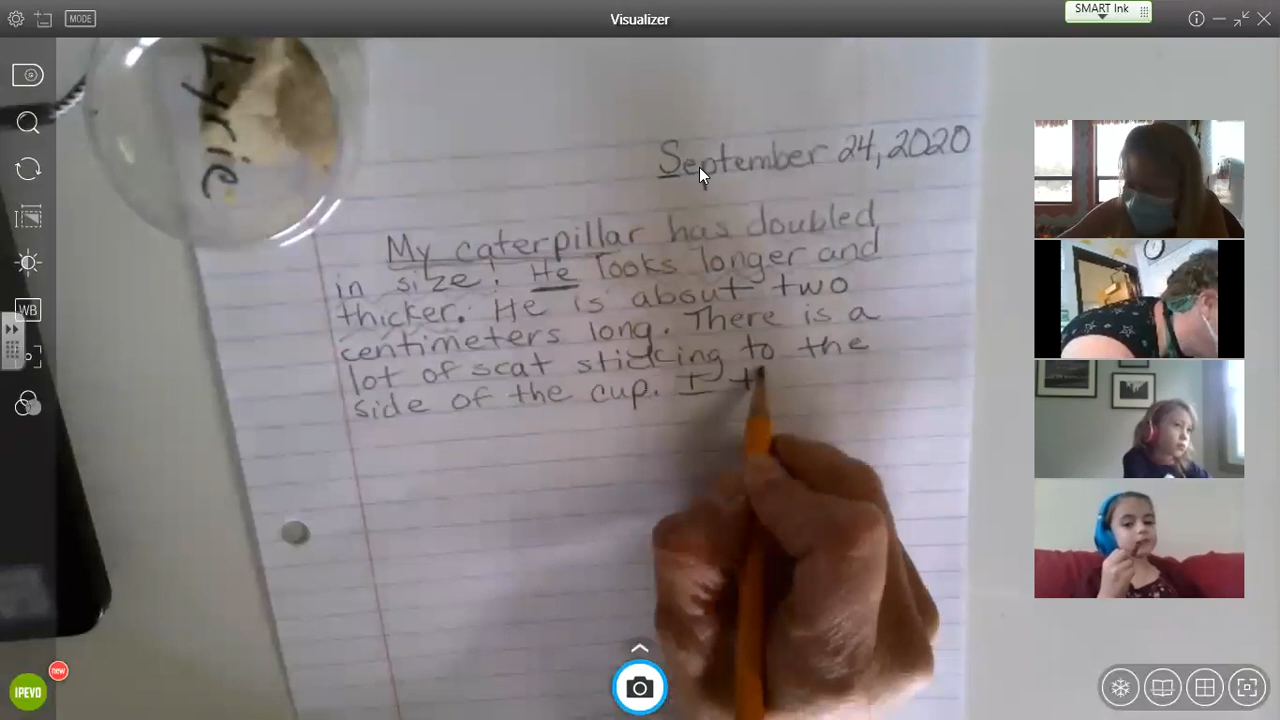 Visualizer
SMART Ink
MODE
Lyric
September 24, 2020
My caterpillar has doubled
in size! He looks longer and
thicker. He is about two
centimeters long. There is a
lot of scat sticking to the
side of the cup. I t
WB
new
IPEVO